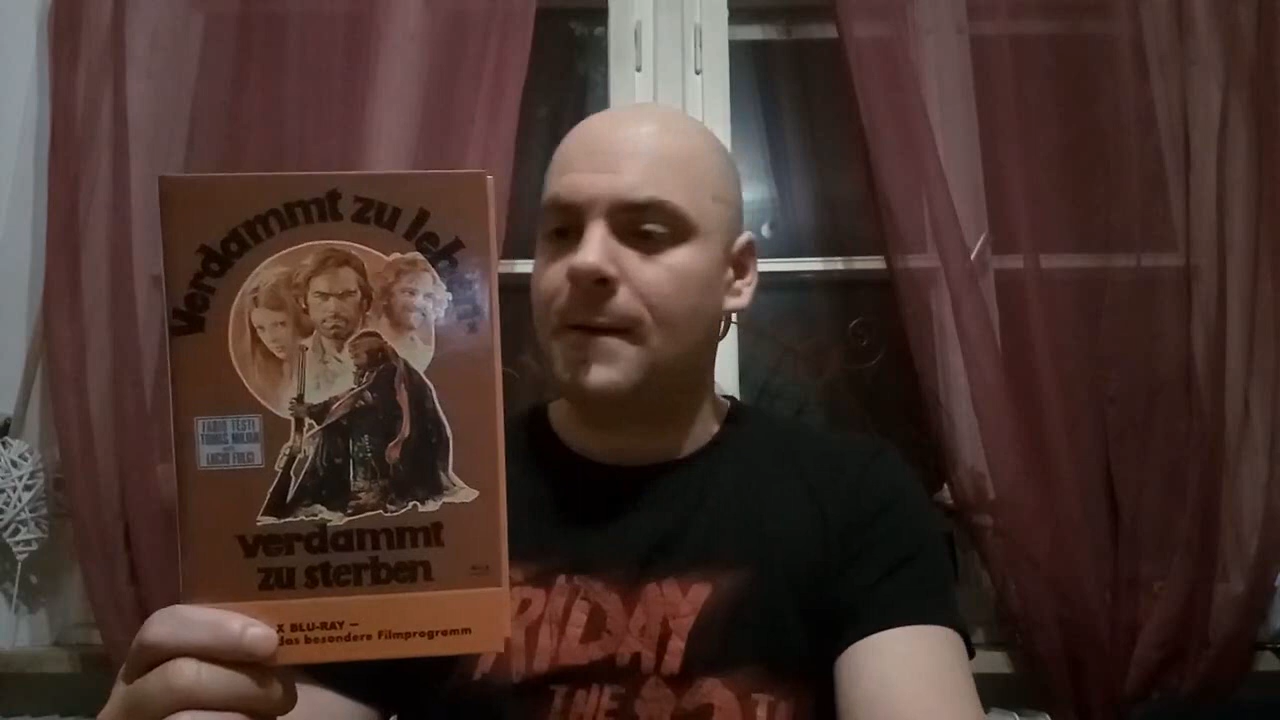 Verdammt zu leb
FABIO TESTI
TOMAS MILIAN
LUCIO FULCI
verdammt
zu sterben
X BLU-RAY –
das besondere Filmprogramm
FRIDAY
THE 13TH